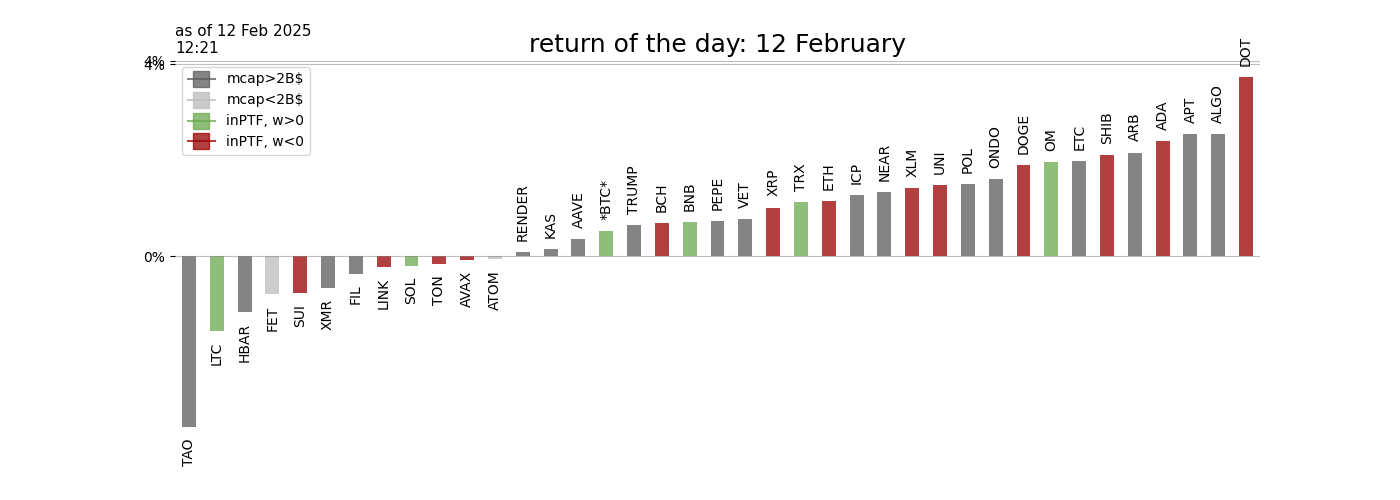 as of 12 Feb 2025
12:21
return of the day: 12 February
4%
4%
0%
mcap>2B$
mcap<2B$
inPTF, w>0
inPTF, w<0
TAO
LTC
HBAR
FET
SUI
XMR
FIL
LINK
SOL
TON
AVAX
ATOM
RENDER
KAS
AAVE
*BTC*
TRUMP
BCH
BNB
PEPE
VET
XRP
TRX
ETH
ICP
NEAR
XLM
UNI
POL
ONDO
DOGE
OM
ETC
SHIB
ARB
ADA
APT
ALGO
DOT